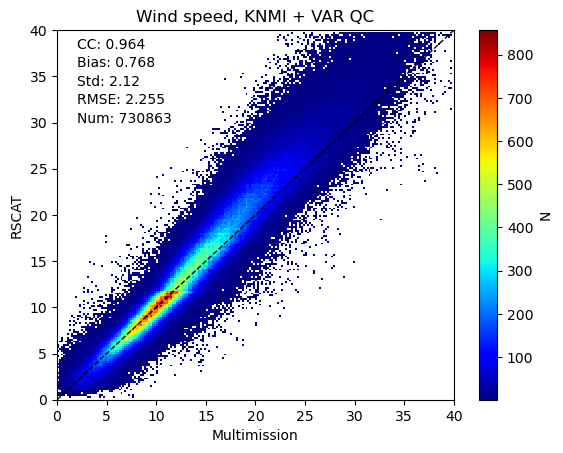 Wind speed, KNMI + VAR QC
CC: 0.964
Bias: 0.768
Std: 2.12
RMSE: 2.255
Num: 730863
40
35
30
25
20
15
10
5
0
RSCAT
0 5 10 15 20 25 30 35 40
Multimission
800
700
600
500
400
300
200
100
N